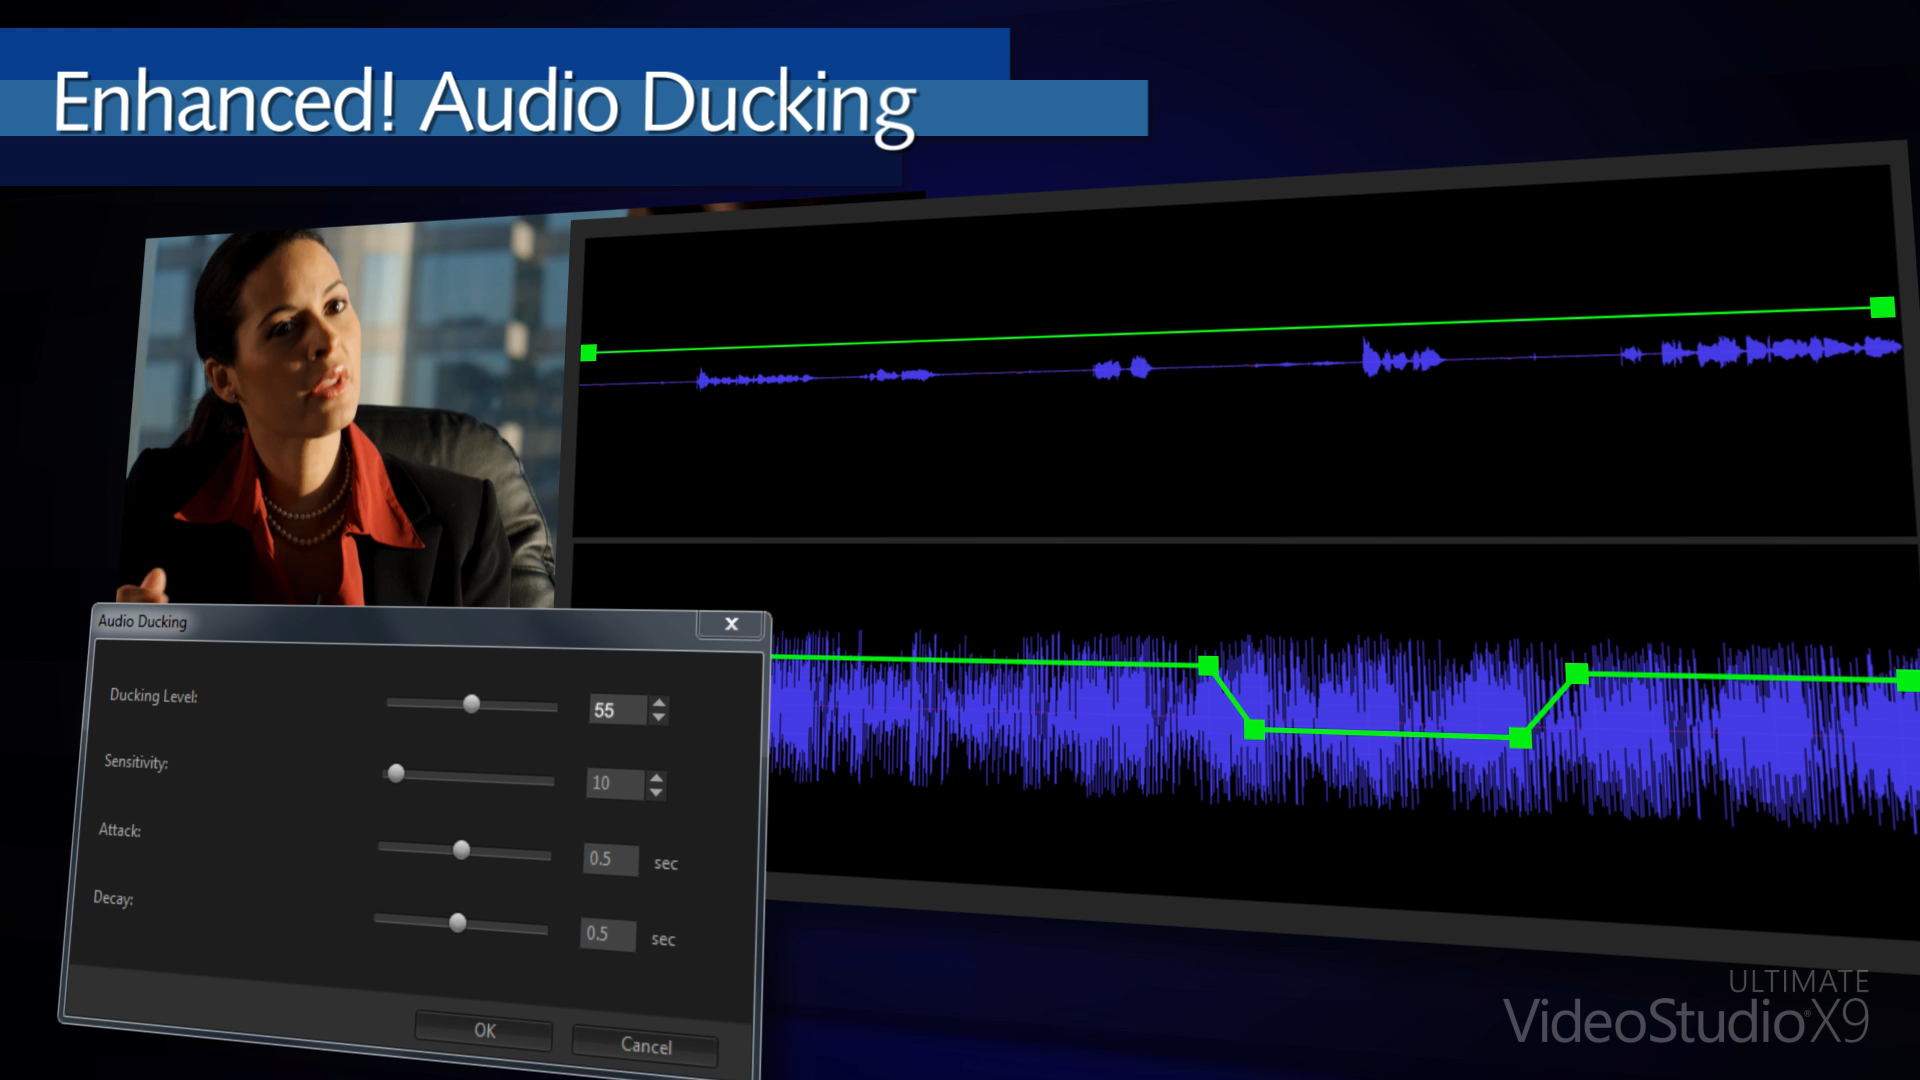 Enhanced! Audio Ducking
Audio Ducking
X
Ducking Level:
55
Sensitivity:
10
Attack:
0.5 sec
Decay:
0.5 sec
OK
Cancel
ULTIMATE
VideoStudio® X9